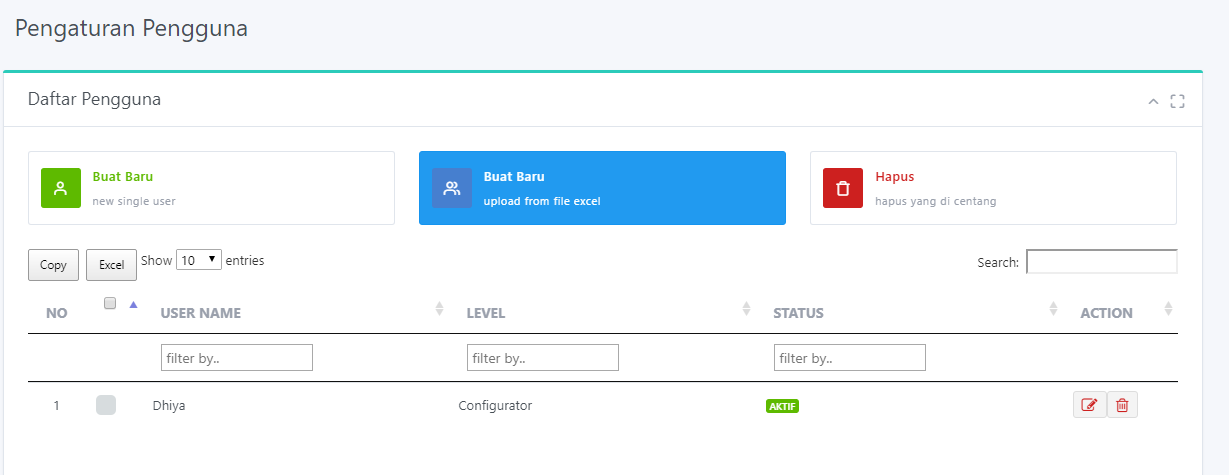 Pengaturan Pengguna
Daftar Pengguna
Buat Baru
new single user
Buat Baru
upload from file excel
Hapus
hapus yang di centang
Copy Excel Show 10 entries Search:
NO USER NAME LEVEL STATUS ACTION
filter by.. filter by.. filter by..
1 Dhiya Configurator AKTIF